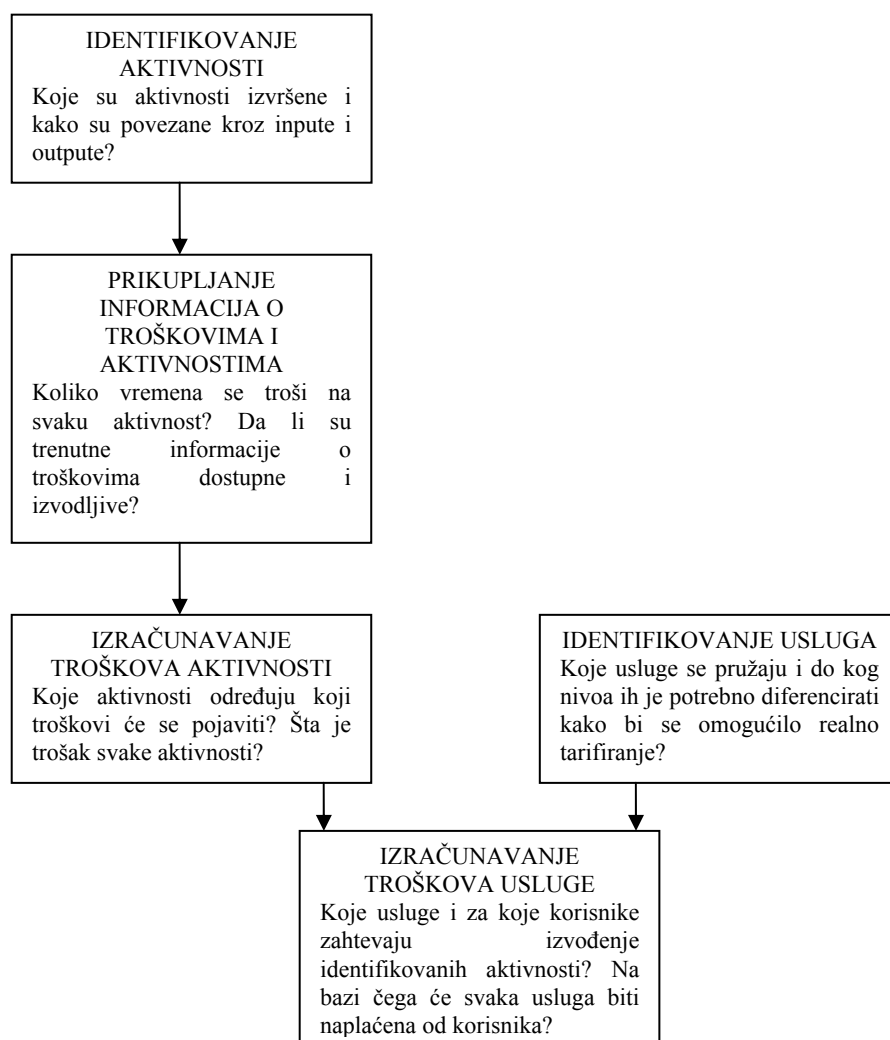 IDENTIFIKOVANJE
AKTIVNOSTI
Koje su aktivnosti izvršene i
kako su povezane kroz inpute i
outpute?
PRIKUPLJANJE
INFORMACIJA O
TROŠKOVIMA I
AKTIVNOSTIMA
Koliko vremena se troši na
svaku aktivnost? Da li su
trenutne informacije o
troškovima dostupne i
izvodljive?
IZRAČUNAVANJE
TROŠKOVA AKTIVNOSTI
Koje aktivnosti određuju koji
troškovi će se pojaviti? Šta je
trošak svake aktivnosti?
IDENTIFIKOVANJE USLUGA
Koje usluge se pružaju i do kog
nivoa ih je potrebno diferencirati
kako bi se omogućilo realno
tarifiranje?
IZRAČUNAVANJE
TROŠKOVA USLUGE
Koje usluge i za koje korisnike
zahtevaju izvođenje
identifikovanih aktivnosti? Na
bazi čega će svaka usluga biti
naplaćena od korisnika?